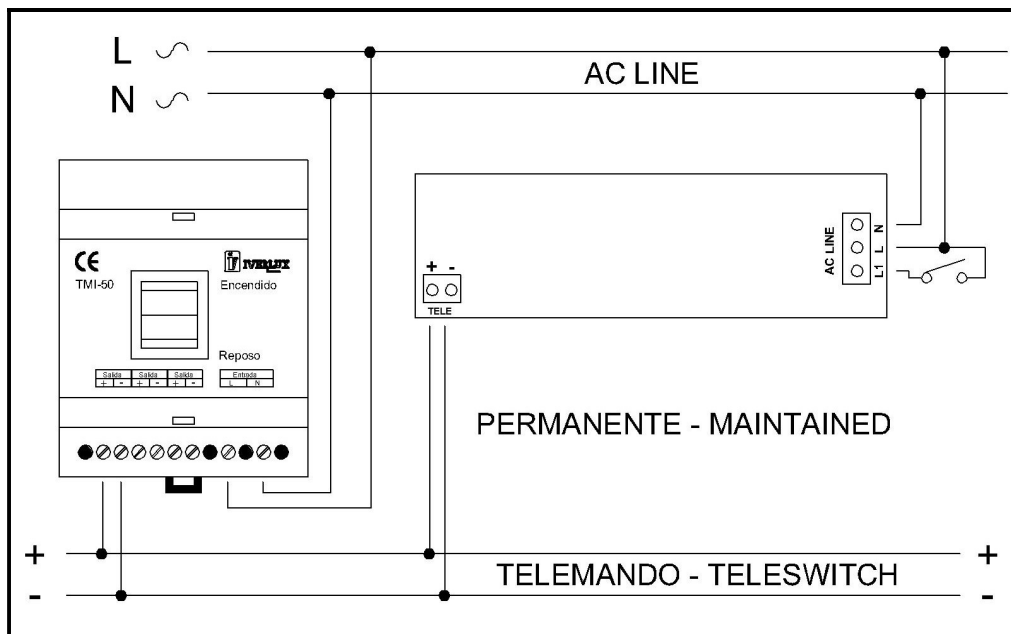 L
AC LINE
N
CE
IVERLUX
TMI-50
Encendido
Reposo
Salida Salida Salida Entrada
+ - + - + - L N
+ -
TELE
AC LINE
N
L
L1
PERMANENTE - MAINTAINED
+ +
TELEMANDO - TELESWITCH
- -